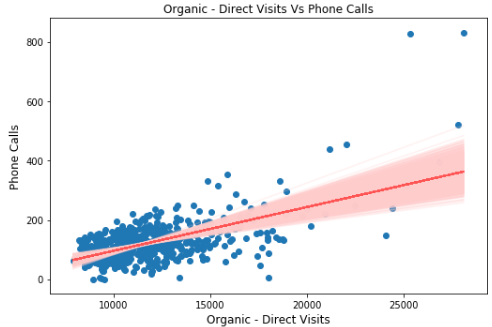 Organic - Direct Visits Vs Phone Calls
800
600
400
200
0
Phone Calls
10000 15000 20000 25000
Organic - Direct Visits